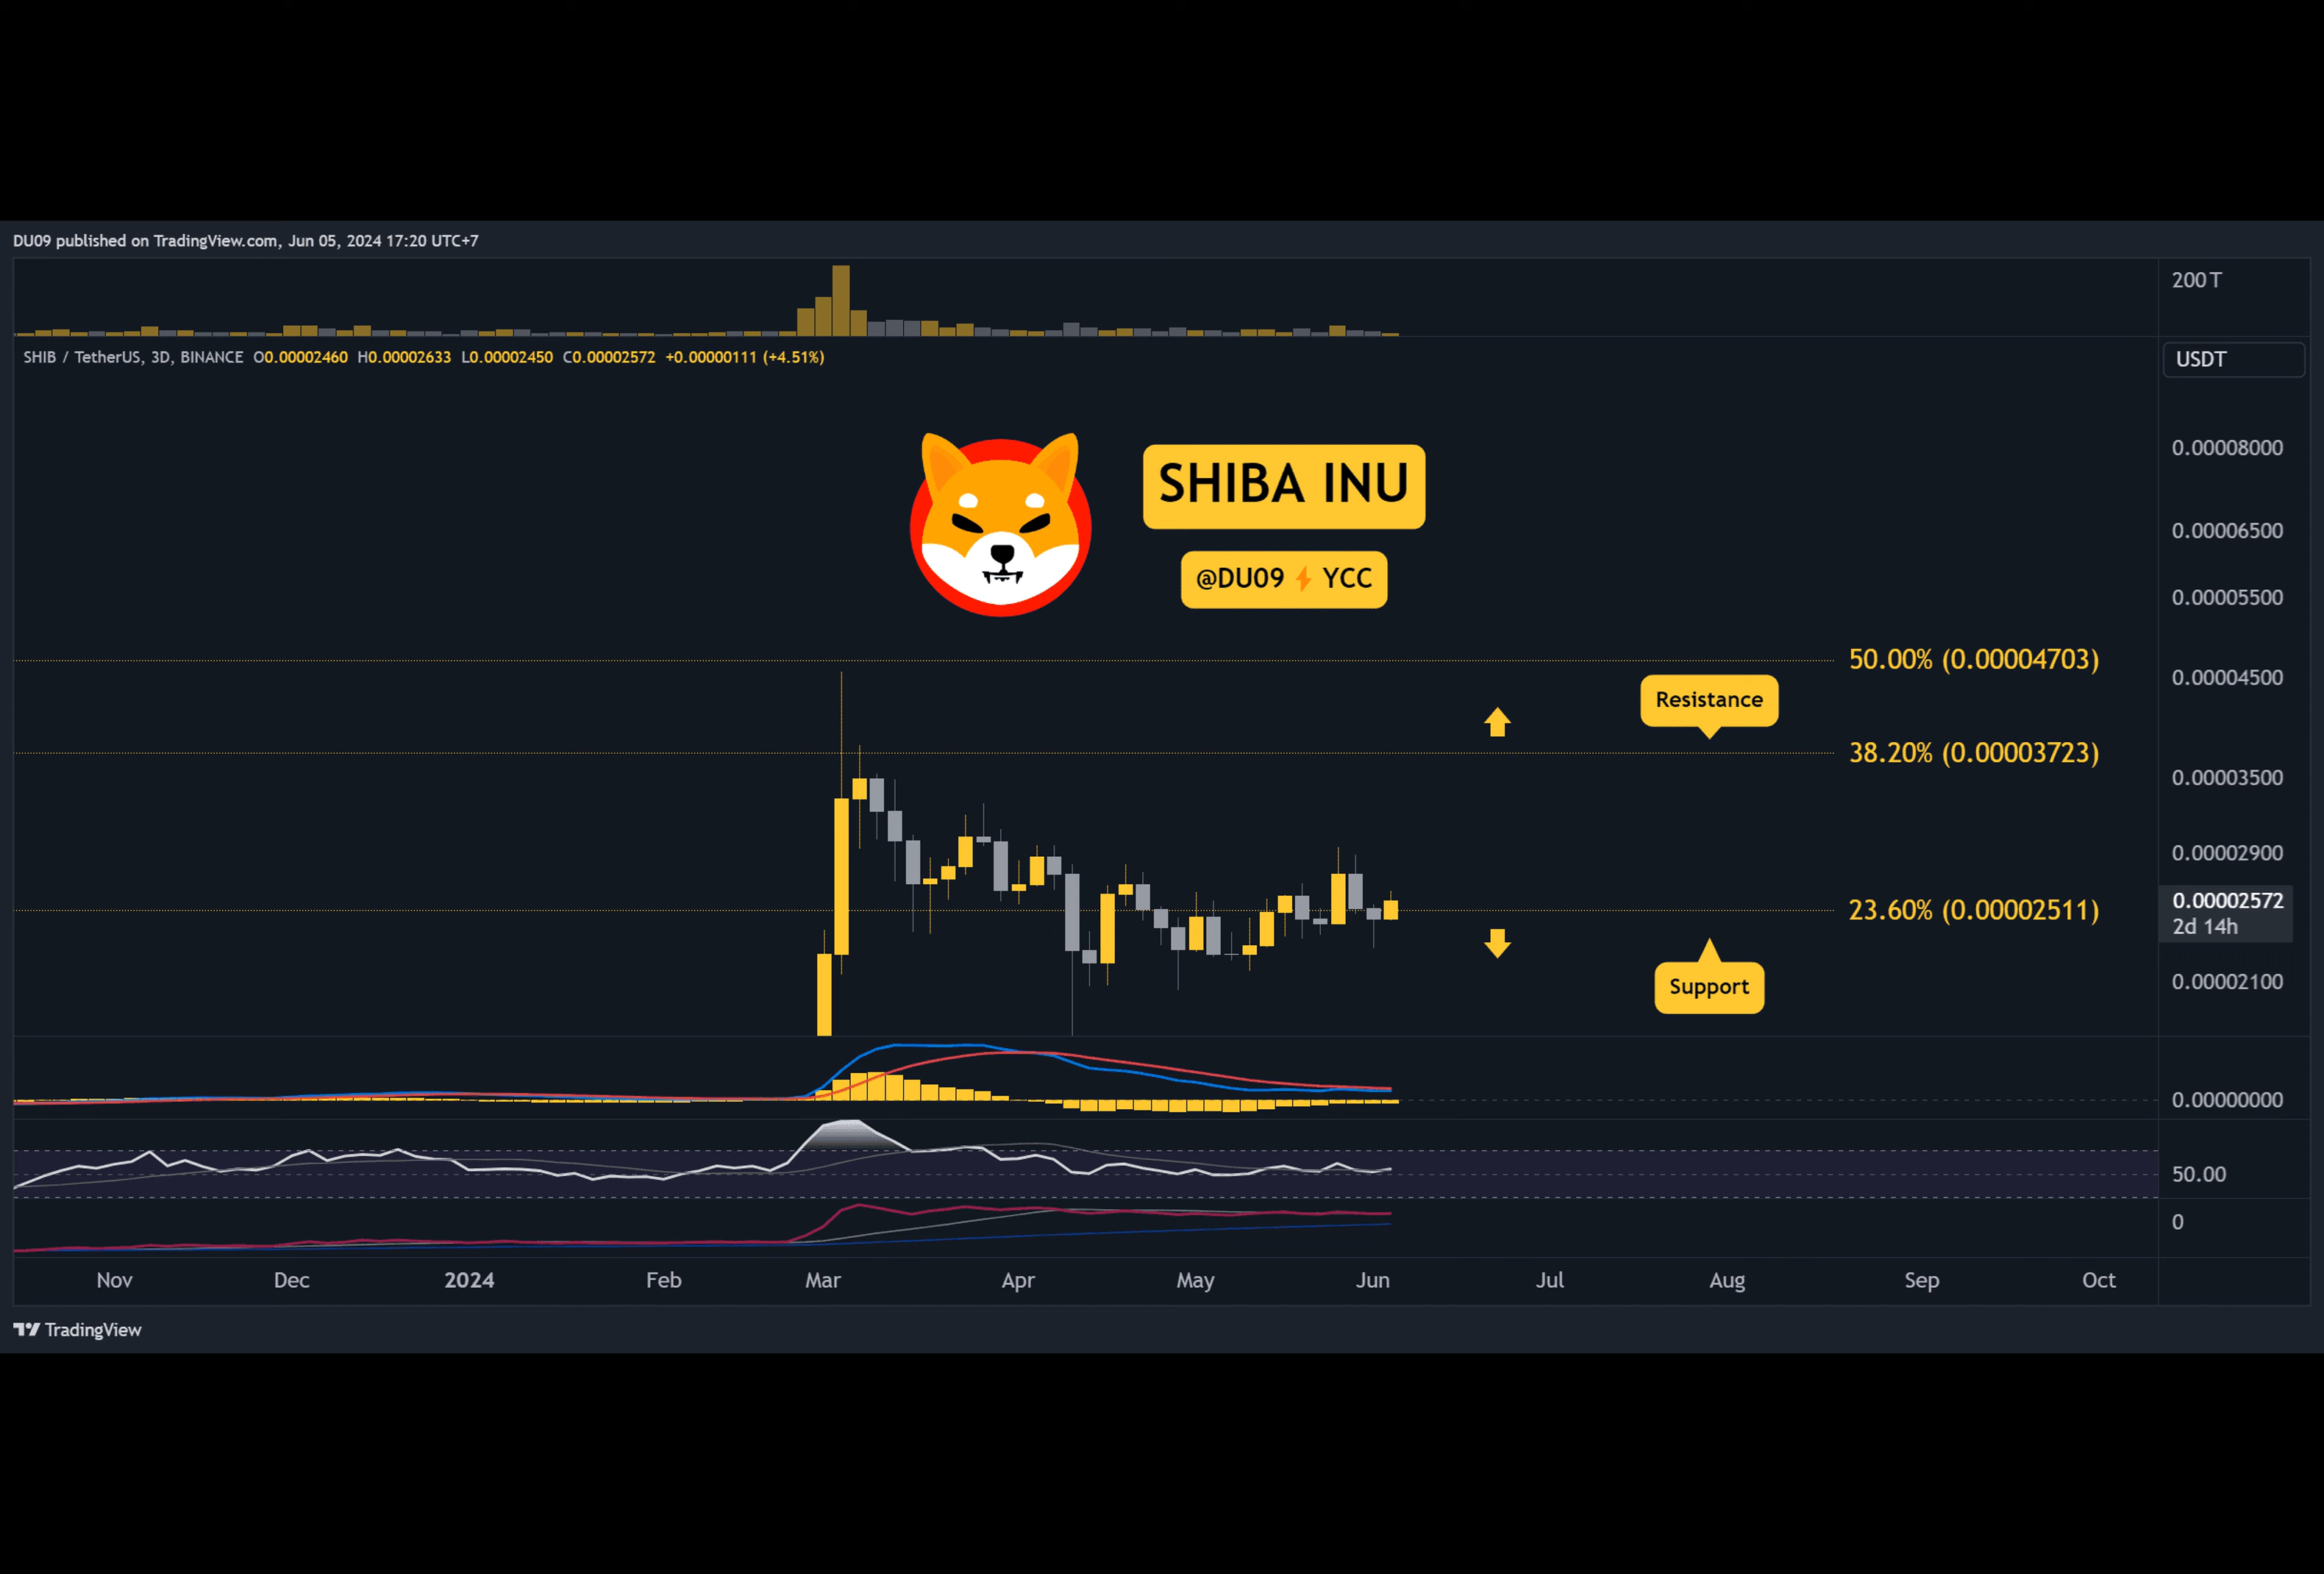 DU09 published on TradingView.com, Jun 05, 2024 17:20 UTC+7
200T
SHIB / TetherUS, 3D, BINANCE O0.00002460 H0.00002633 L0.00002450 C0.00002572 +0.00000111 (+4.51%)
USDT
0.00008000
SHIBA INU
0.00006500
@DU09 ⚡ YCC
0.00005500
50.00% (0.00004703)
0.00004500
Resistance
38.20% (0.00003723)
0.00003500
0.00002900
0.00002572
23.60% (0.00002511)
2d 14h
0.00002100
Support
0.00000000
50.00
0
Nov Dec 2024 Feb Mar Apr May Jun Jul Aug Sep Oct
TradingView